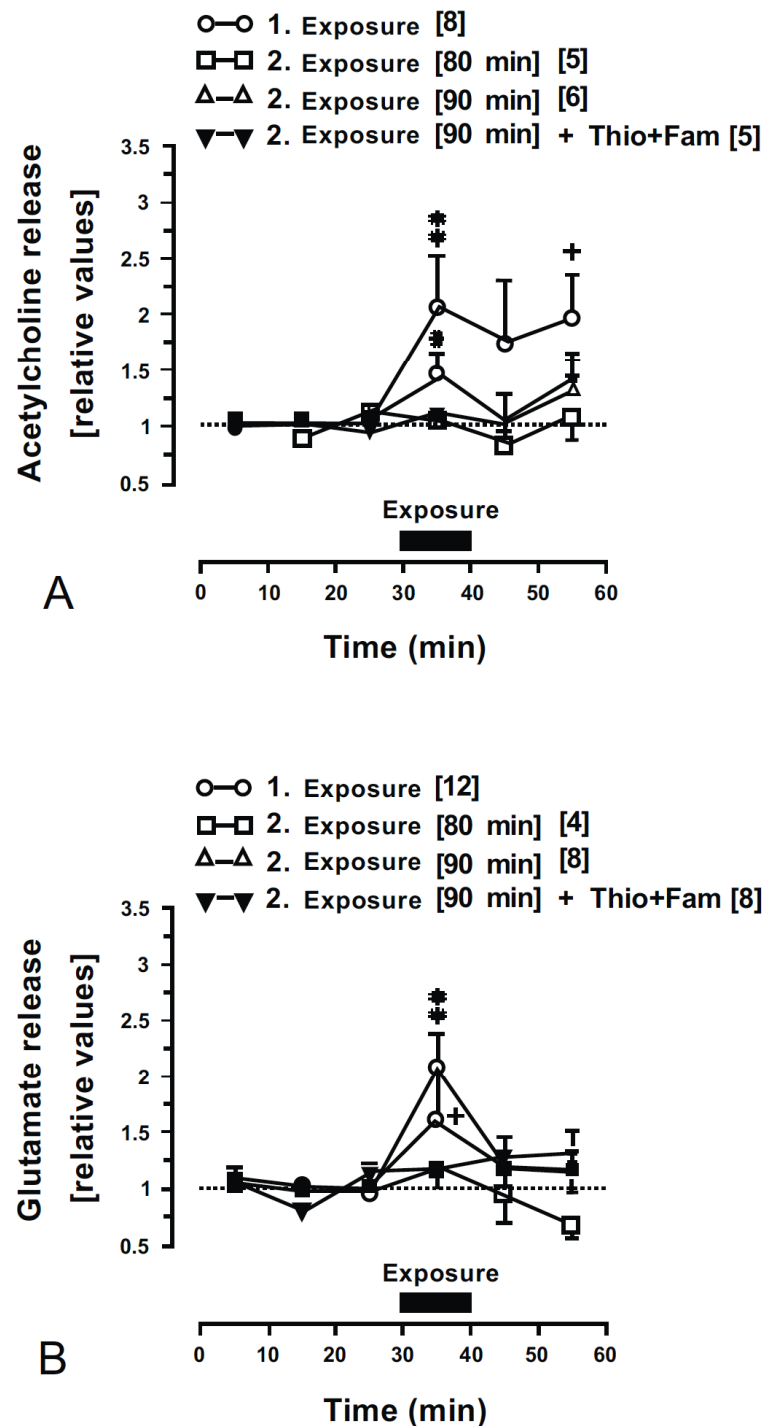 1. Exposure [8]
2. Exposure [80 min] [5]
2. Exposure [90 min] [6]
2. Exposure [90 min] + Thio+Fam [5]
Acetylcholine release
[relative values]
3.5
3
2.5
2
1.5
1
0.5
*
*
*
+
Exposure
0 10 20 30 40 50 60
Time (min)
A
1. Exposure [12]
2. Exposure [80 min] [4]
2. Exposure [90 min] [8]
2. Exposure [90 min] + Thio+Fam [8]
Glutamate release
[relative values]
3.5
3
2.5
2
1.5
1
0.5
*
*
+
Exposure
0 10 20 30 40 50 60
Time (min)
B